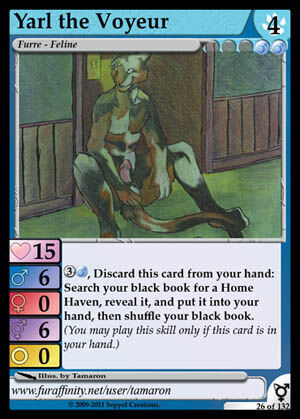 Yarl the Voyeur
4
Furre - Feline
15
6
0
6
0
3, Discard this card from your hand:
Search your black book for a Home
Haven, reveal it, and put it into your
hand, then shuffle your black book.
(You may play this skill only if this card is in
your hand.)
Illus. by Tamaron
www.furaffinity.net/user/tamaron
© 2009-2011 Seppel Creations.
26 of 132